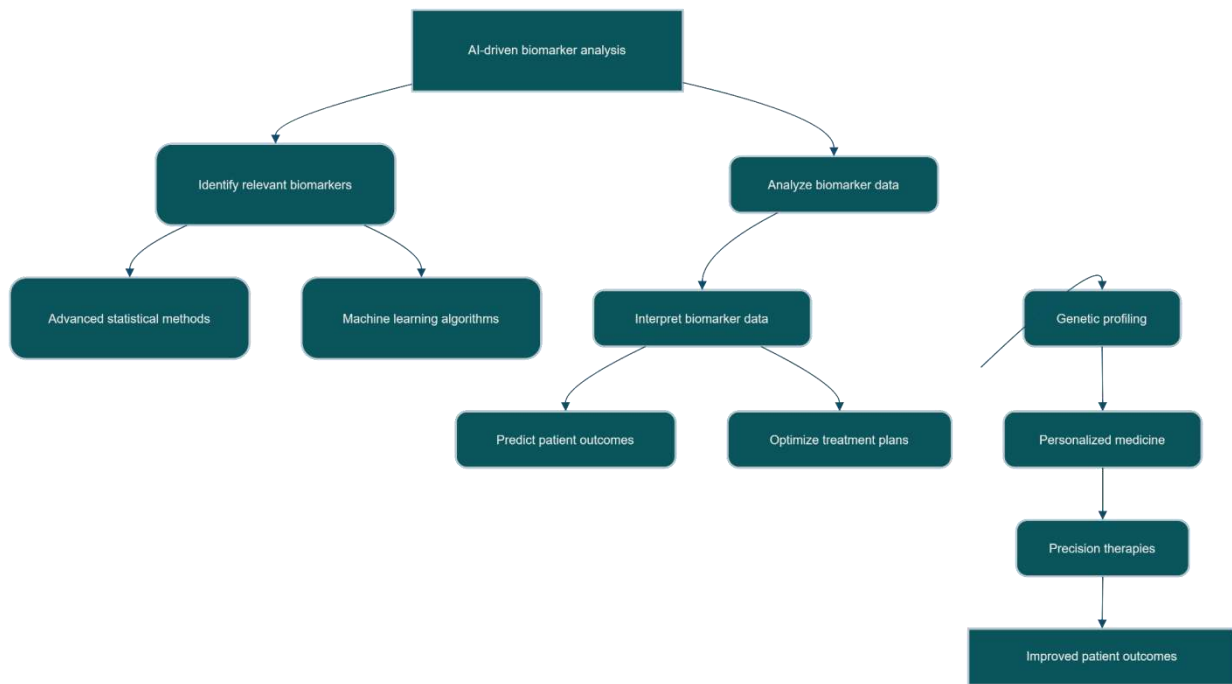 AI-driven biomarker analysis
Identify relevant biomarkers
Analyze biomarker data
Advanced statistical methods
Machine learning algorithms
Interpret biomarker data
Genetic profiling
Predict patient outcomes
Optimize treatment plans
Personalized medicine
Precision therapies
Improved patient outcomes